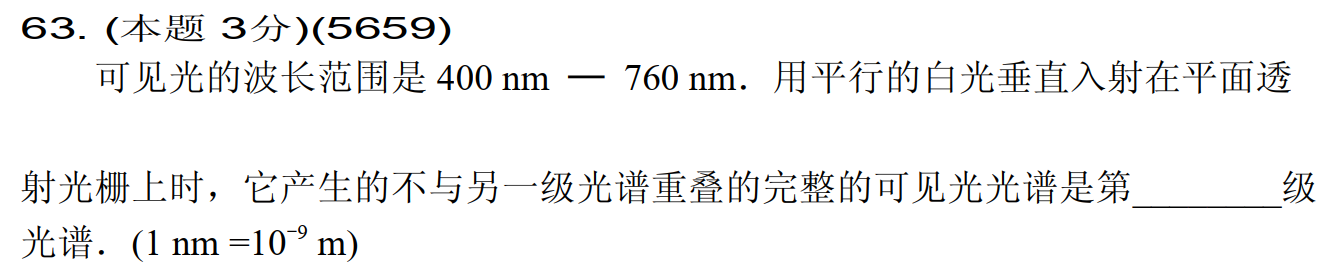 63. (本题 3分)(5659)
可见光的波长范围是 400 nm — 760 nm．用平行的白光垂直入射在平面透
射光栅上时，它产生的不与另一级光谱重叠的完整的可见光光谱是第________级
光谱．(1 nm =10⁻⁹ m)